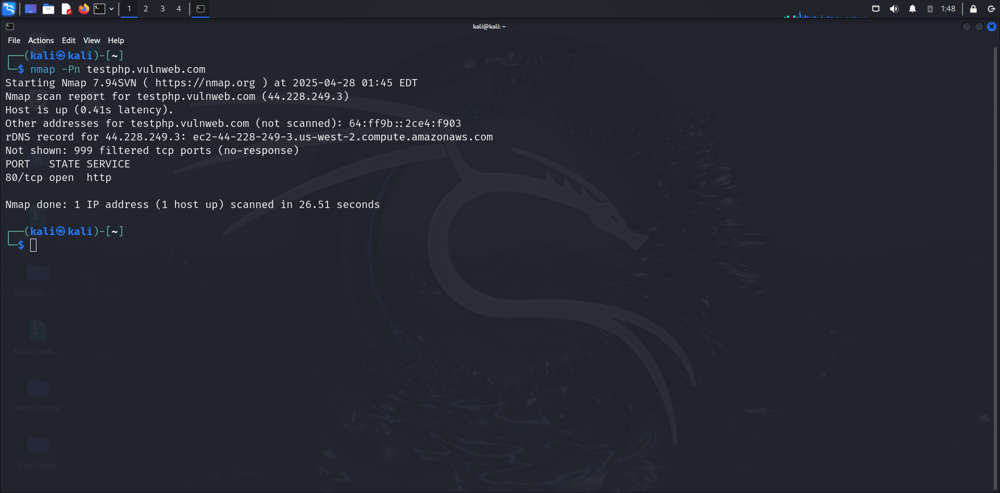 1 2 3 4
1:48
kali@kali: ~
File Actions Edit View Help
┌──(kali㉿kali)-[~]
└─$ nmap -Pn testphp.vulnweb.com
Starting Nmap 7.94SVN ( https://nmap.org ) at 2025-04-28 01:45 EDT
Nmap scan report for testphp.vulnweb.com (44.228.249.3)
Host is up (0.41s latency).
Other addresses for testphp.vulnweb.com (not scanned): 64:ff9b::2ce4:f903
rDNS record for 44.228.249.3: ec2-44-228-249-3.us-west-2.compute.amazonaws.com
Not shown: 999 filtered tcp ports (no-response)
PORT   STATE SERVICE
80/tcp open  http
Nmap done: 1 IP address (1 host up) scanned in 26.51 seconds
┌──(kali㉿kali)-[~]
└─$
Sublist3r-...
knock-mast...
knock-master
New Folder